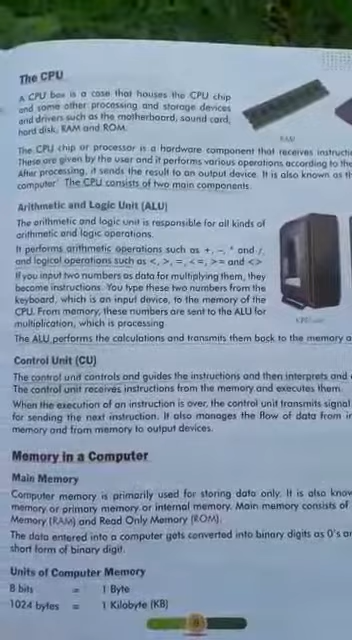 The CPU
A CPU box is a case that houses the CPU chip
and some other processing and storage devices
and drivers such as the motherboard, sound card,
hard disk, RAM and ROM.
RAM
The CPU chip or processor is a hardware component that receives
These are given by the user and it performs various operations according to the
After processing, it sends the result to an output device. It is also known as
computer'. The CPU consists of two main components.
Arithmetic and Logic Unit (ALU)
The arithmetic and logic unit is responsible for all kinds of
arithmetic and logic operations.
It performs arithmetic operations such as +, -, * and /,
and logical operations such as <, >, =, < =, > = and < >
If you input two numbers as data for multiplying them, they
become instructions. You type these two numbers from the
keyboard, which is an input device, to the memory of the
CPU. From memory, these numbers are sent to the ALU for
multiplication, which is processing
The ALU performs the calculations and transmits them back to the memory
Control Unit (CU)
The control unit controls and guides the instructions and then interprets and
The control unit receives instructions from the memory and executes them.
When the execution of an instruction is over, the control unit transmits signal
for sending the next instruction. It also manages the flow of data from
memory and from memory to output devices.
Memory in a Computer
Main Memory
Computer memory is primarily used for storing data only. It is also
memory or primary memory or internal memory. Main memory consists of
Memory (RAM) and Read Only Memory (ROM).
The data entered into a computer gets converted into binary digits as 0's
short form of binary digit.
Units of Computer Memory
8 bits = 1 Byte
1024 bytes = 1 Kilobyte (KB)